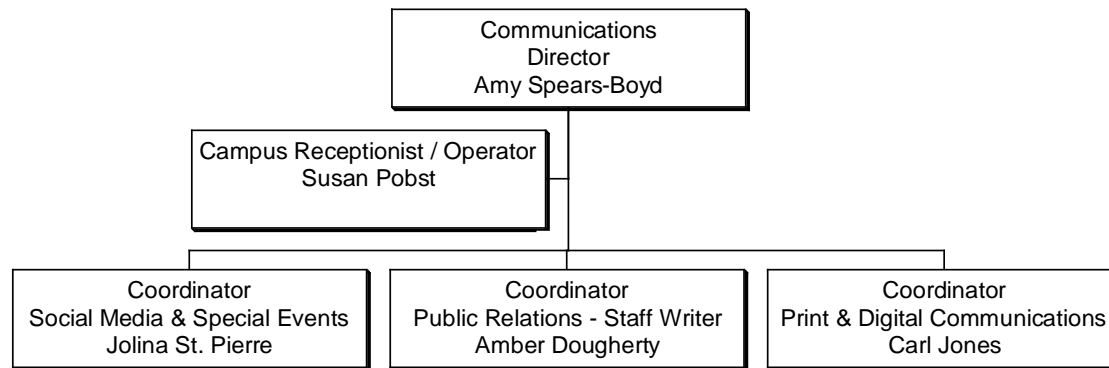 Communications
Director
Amy Spears-Boyd
Campus Receptionist / Operator
Susan Pobst
Coordinator
Social Media & Special Events
Jolina St. Pierre
Coordinator
Public Relations - Staff Writer
Amber Dougherty
Coordinator
Print & Digital Communications
Carl Jones